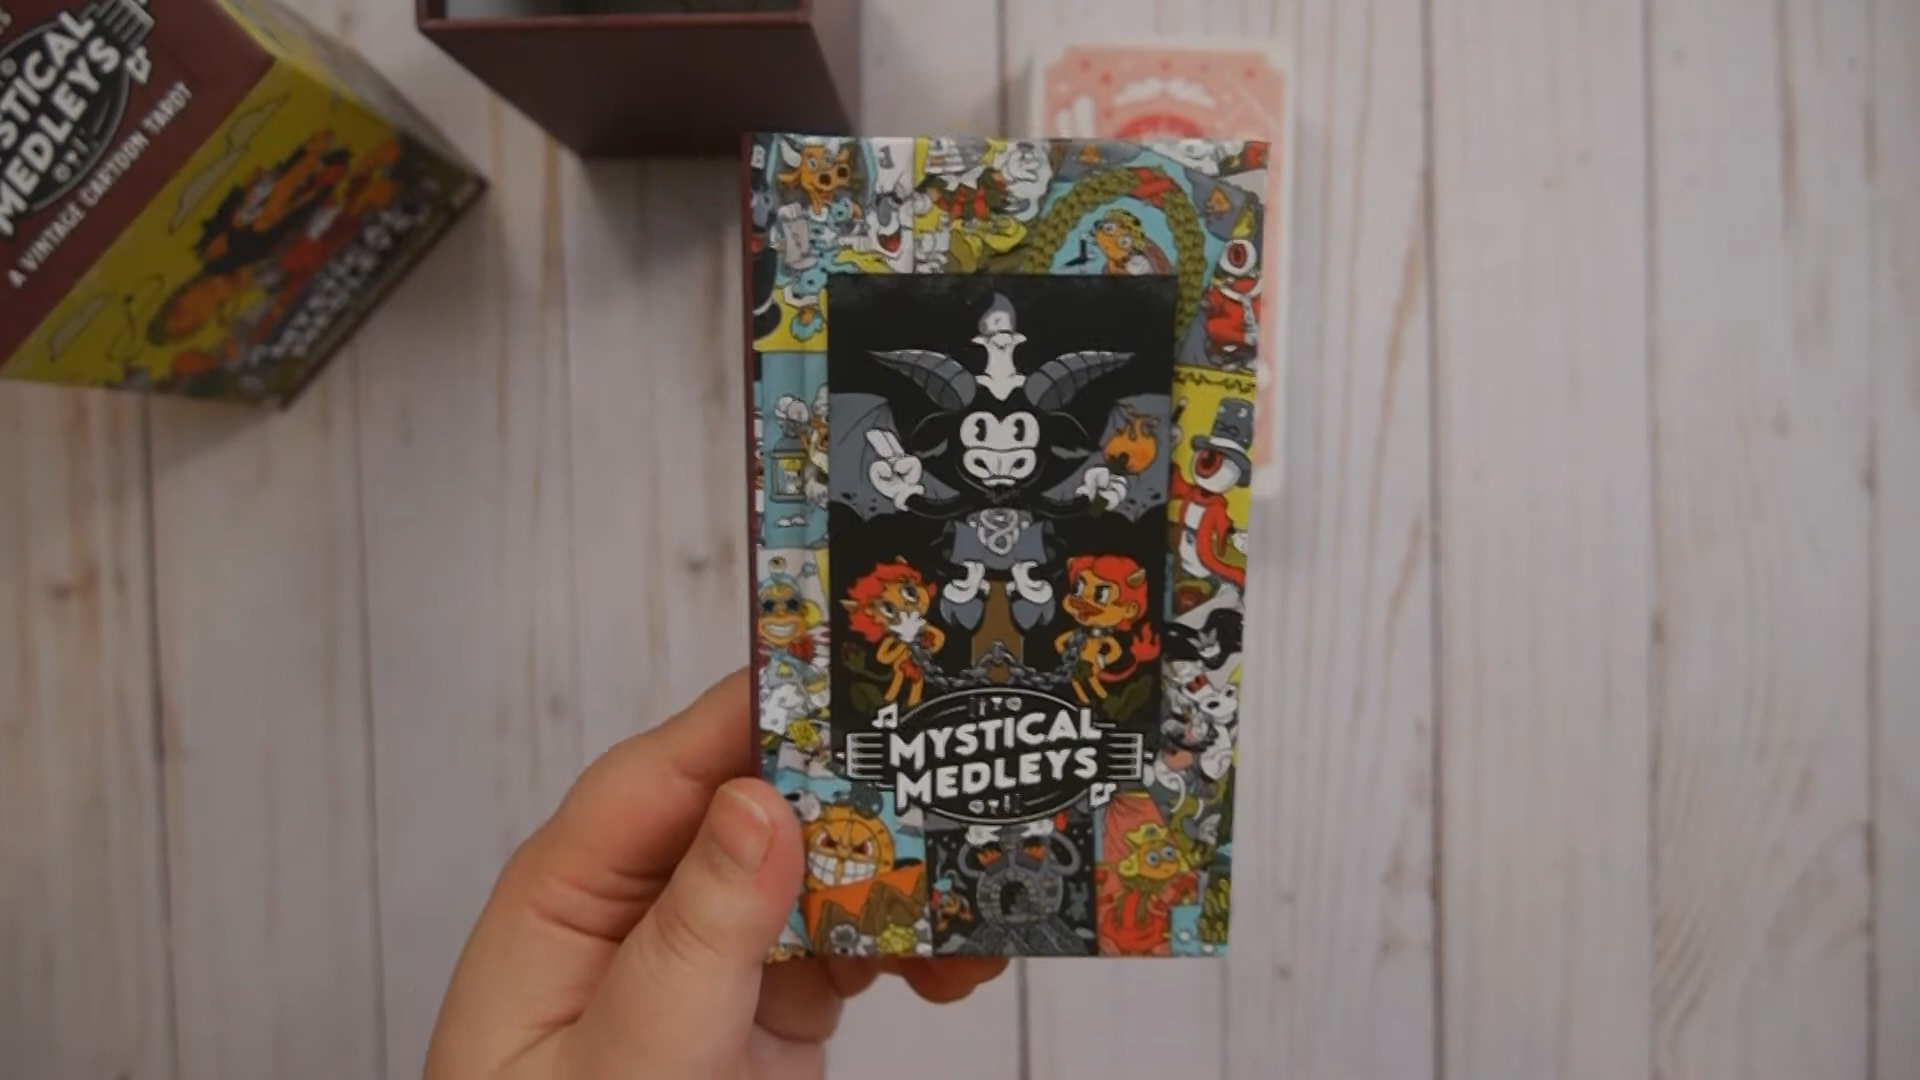 MYSTICAL
MEDLEYS
A VINTAGE CARTOON TAROT
MYSTICAL
MEDLEYS